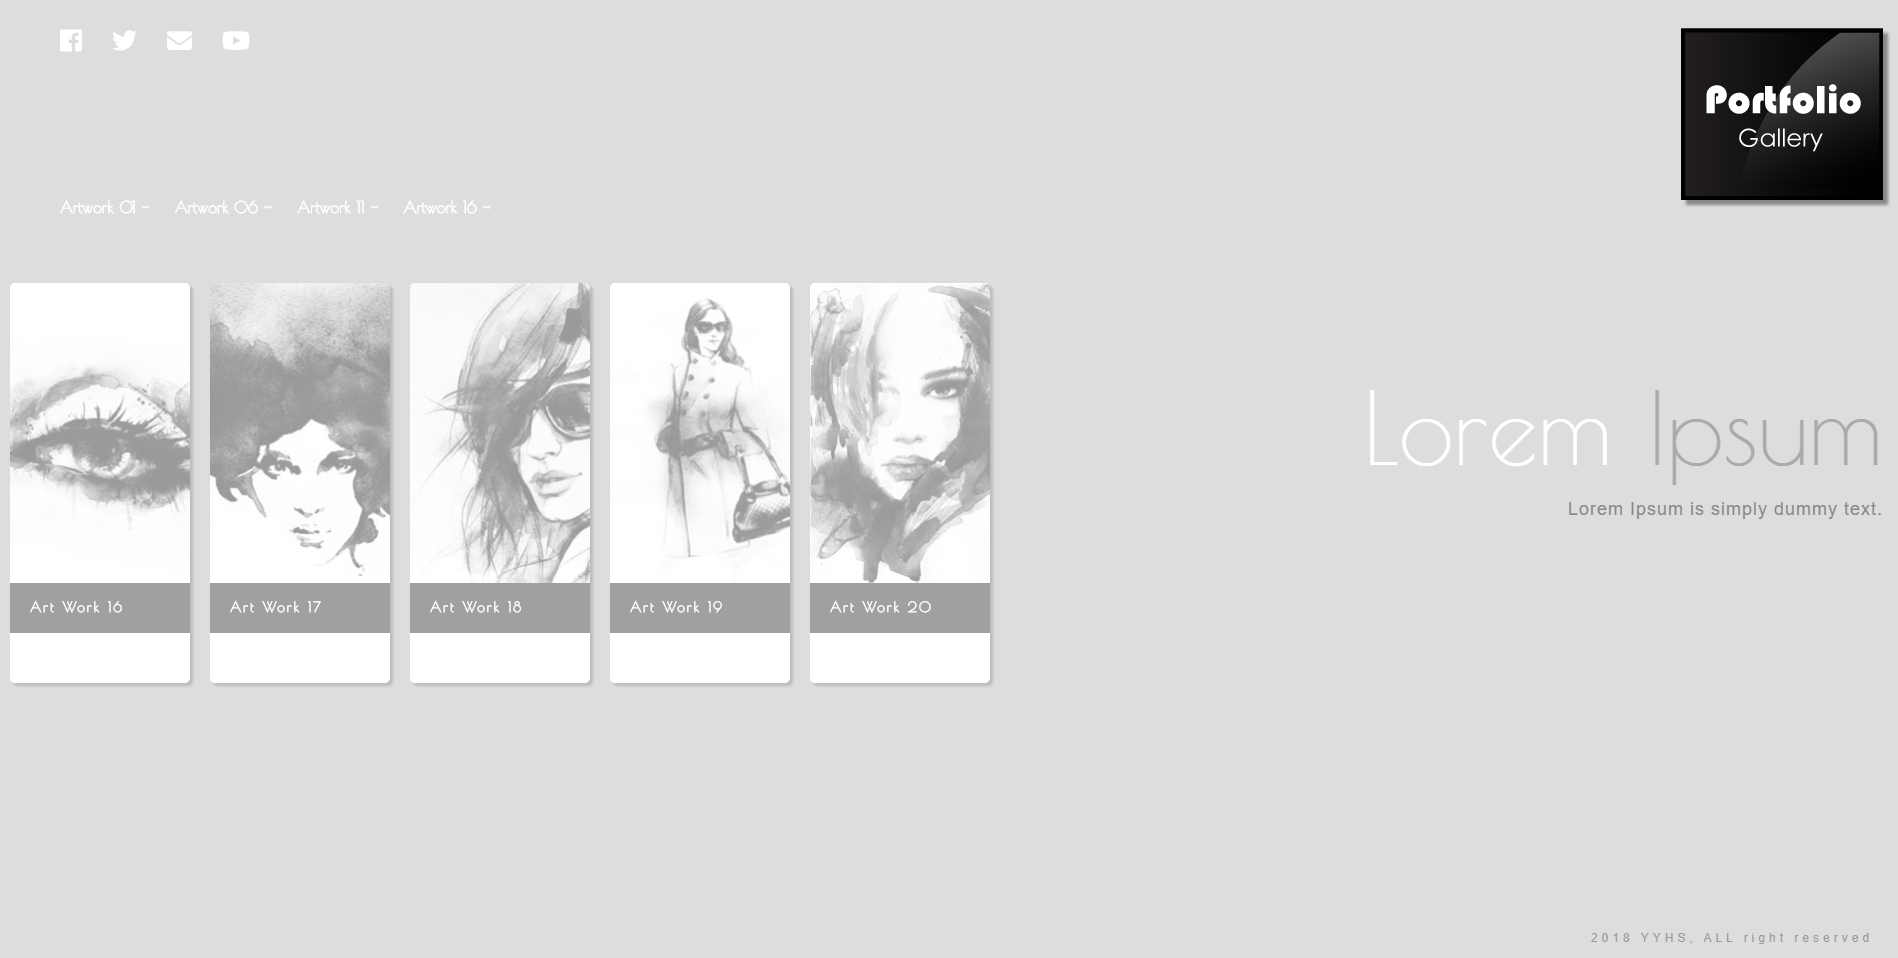 Portfolio
Gallery
Artwork 01 ~ Artwork 06 ~ Artwork 11 ~ Artwork 16 ~
Lorem Ipsum
Lorem Ipsum is simply dummy text.
Art Work 16
Art Work 17
Art Work 18
Art Work 19
Art Work 20
2018 YYHS, ALL right reserved